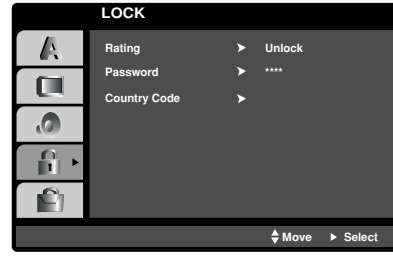 LOCK
A
Rating Unlock
Password ****
Country Code
Move Select